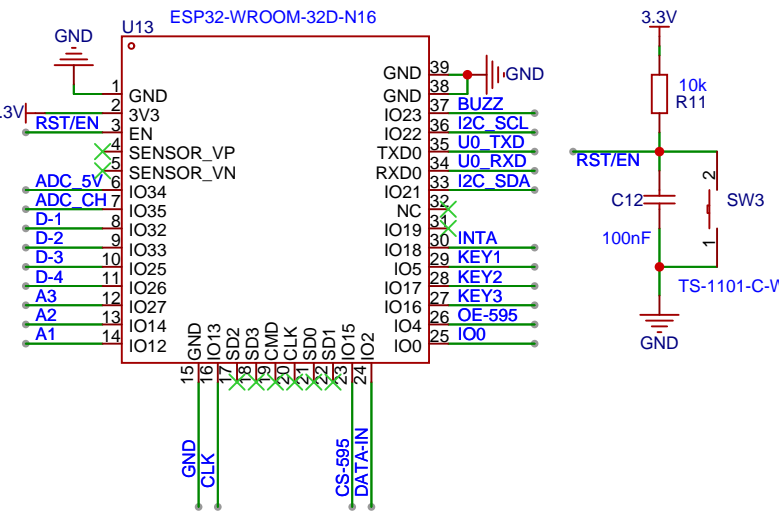 ESP32-WROOM-32D-N16
U13
GND
1 GND
.3V 2 3V3
RST/EN 3 EN
4 SENSOR_VP
5 SENSOR_VN
ADC_5V 6 IO34
ADC_CH 7 IO35
D-1 8 IO32
D-2 9 IO33
D-3 10 IO25
D-4 11 IO26
A3 12 IO27
A2 13 IO14
A1 14 IO12
GND 39 GND
GND 38
IO23 37 BUZZ
IO22 36 I2C_SCL
TXD0 35 U0_TXD
RXD0 34 U0_RXD
IO21 33 I2C_SDA
NC 32
IO19 31
IO18 30 INTA
IO5 29 KEY1
IO17 28 KEY2
IO16 27 KEY3
IO4 26 OE-595
IO0 25 IO0
GND 15 GND
IO13 16 CLK
SD2 17
SD3 18
CMD 19
CLK 20
SD0 21
SD1 22
IO15 23 CS-595
IO2 24 DATA-IN
3.3V
10k
R11
RST/EN
C12
100nF
2
SW3
1
TS-1101-C-W
GND